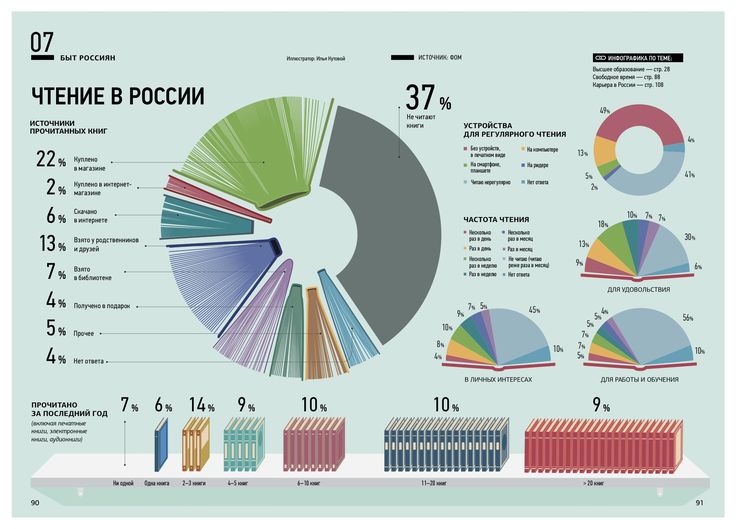 07
БЫТ РОССИЯН
Иллюстратор: Илья Кутовой
ИСТОЧНИК: ФОМ
ИНФОГРАФИКА ПО ТЕМЕ:
Высшее образование — стр. 28
Свободное время — стр. 88
Карьера в России — стр. 108
ЧТЕНИЕ В РОССИИ
ИСТОЧНИКИ
ПРОЧИТАННЫХ КНИГ
22 % Куплено
в магазине
2 % Куплено в интернет-
магазине
6 % Скачано
в интернете
13 % Взято у родственников
и друзей
7 % Взято
в библиотеке
4 % Получено в подарок
5 % Прочее
4 % Нет ответа
37 %
Не читают
книги
УСТРОЙСТВА
ДЛЯ РЕГУЛЯРНОГО ЧТЕНИЯ
Без устройств,
в печатном виде
На компьютере
На смартфоне,
планшете
На ридере
Читаю нерегулярно
Нет ответа
49%
4%
13%
41%
5%
2%
ЧАСТОТА ЧТЕНИЯ
Несколько
раз в день
Несколько
раз в месяц
Раз в день
Раз в месяц
Несколько
раз в неделю
Не читаю (читаю
реже раза в месяц)
Раз в неделю
Нет ответа
9%
13%
18%
10%
7%
7%
30%
6%
ДЛЯ УДОВОЛЬСТВИЯ
4%
8%
10%
9%
7%
5%
45%
10%
В ЛИЧНЫХ ИНТЕРЕСАХ
5%
7%
7%
5%
5%
56%
10%
ДЛЯ РАБОТЫ И ОБУЧЕНИЯ
ПРОЧИТАНО
ЗА ПОСЛЕДНИЙ ГОД
(включая печатные
книги, электронные
книги, аудиокниги)
7 % 6 % 14 % 9 % 10 % 10 % 9 %
Ни одной Одна книга 2–3 книги 4–5 книг 6–10 книг 11–20 книг > 20 книг
90
91